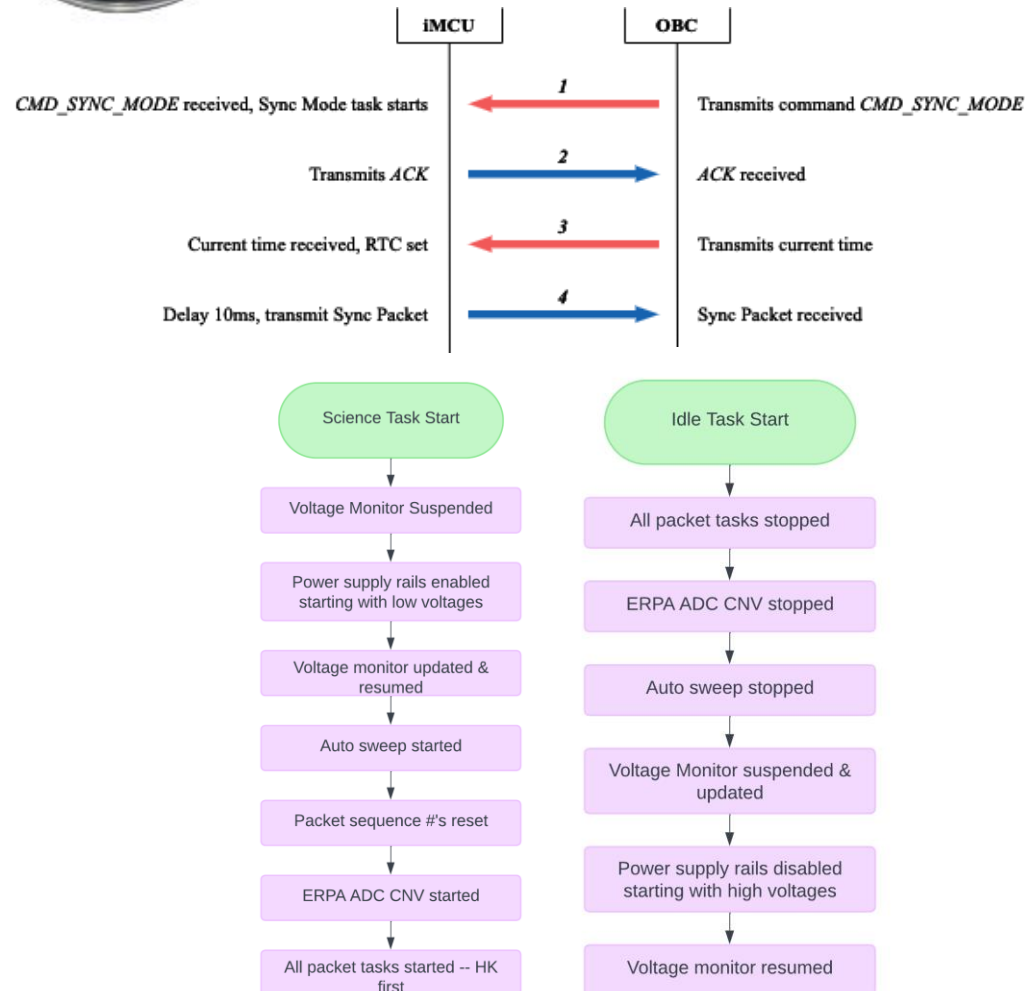 iMCU
OBC
1
CMD_SYNC_MODE received, Sync Mode task starts
Transmits command CMD_SYNC_MODE
2
Transmits ACK
ACK received
3
Current time received, RTC set
Transmits current time
4
Delay 10ms, transmit Sync Packet
Sync Packet received
Science Task Start
Voltage Monitor Suspended
Power supply rails enabled
starting with low voltages
Voltage monitor updated &
resumed
Auto sweep started
Packet sequence #'s reset
ERPA ADC CNV started
All packet tasks started -- HK
first
Idle Task Start
All packet tasks stopped
ERPA ADC CNV stopped
Auto sweep stopped
Voltage Monitor suspended &
updated
Power supply rails disabled
starting with high voltages
Voltage monitor resumed